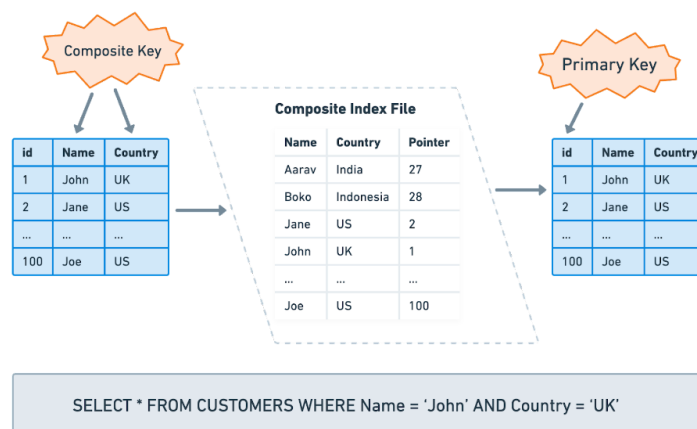 Composite Key
Primary Key
Composite Index File
id Name Country
1 John UK
2 Jane US
... ... ...
100 Joe US
Name Country Pointer
Aarav India 27
Boko Indonesia 28
Jane US 2
John UK 1
... ... ...
Joe US 100
id Name Country
1 John UK
2 Jane US
... ... ...
100 Joe US
SELECT * FROM CUSTOMERS WHERE Name = ‘John’ AND Country = ‘UK’